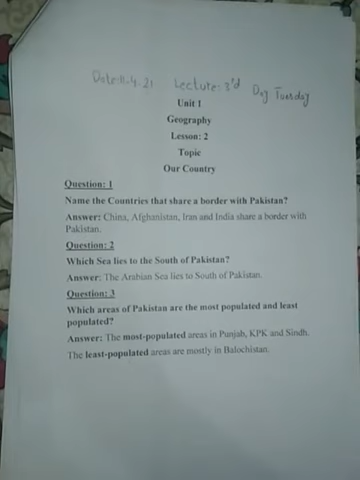 Date:11.4.21 Lecture: 3rd Day Tuesday
Unit 1
Geography
Lesson: 2
Topic
Our Country
Question: 1
Name the Countries that share a border with Pakistan?
Answer: China, Afghanistan, Iran and India share a border with
Pakistan.
Question: 2
Which Sea lies to the South of Pakistan?
Answer: The Arabian Sea lies to South of Pakistan.
Question: 3
Which areas of Pakistan are the most populated and least
populated?
Answer: The most-populated areas in Punjab, KPK and Sindh.
The least-populated areas are mostly in Balochistan.